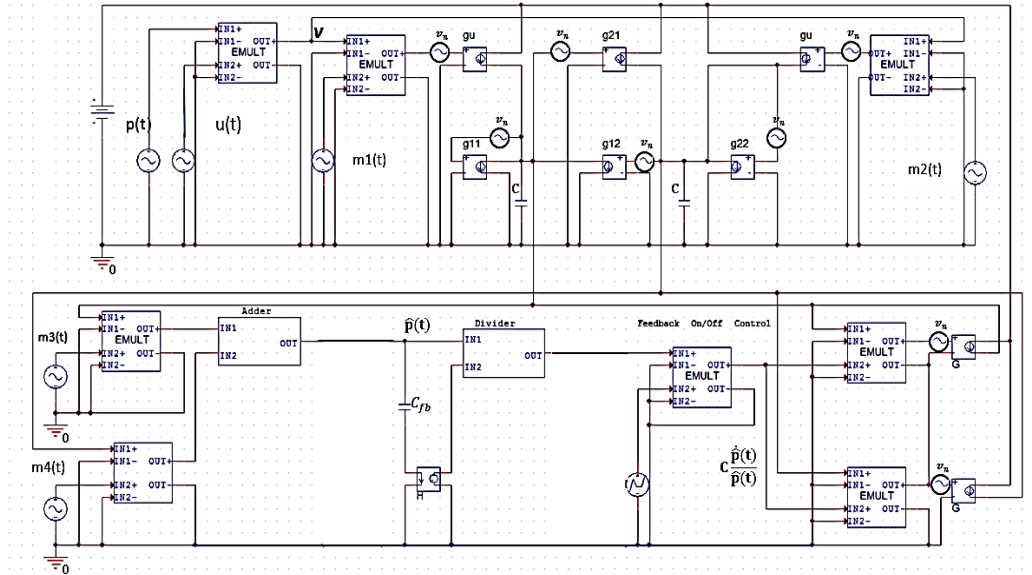 V
IN1+
IN1- OUT+
EMULT
IN2+ OUT-
IN2-
IN1+
IN1- OUT+
EMULT
IN2+ OUT-
IN2-
vₙ
gu
vₙ
g21
gu
vₙ
OUT+ IN1+
IN1-
EMULT
OUT- IN2+
IN2-
p(t)
u(t)
m1(t)
vₙ
g11
C
g12
vₙ
C
g22
vₙ
m2(t)
0
m3(t)
IN1+
IN1- OUT+
EMULT
IN2+ OUT-
IN2-
0
Adder
IN1
OUT
IN2
p̂(t)
Divider
IN1
OUT
IN2
Feedback On/Off Control
IN1+
IN1- OUT+
EMULT
IN2+ OUT-
IN2-
IN1+
IN1- OUT+
EMULT
IN2+ OUT-
IN2-
vₙ
G
m4(t)
IN1+
IN1- OUT+
IN2+ OUT-
IN2-
0
C_fb
H
C ṗ̂(t)/p̂(t)
IN1+
IN1- OUT+
EMULT
IN2+ OUT-
IN2-
vₙ
G